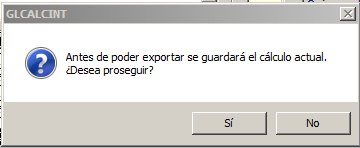 GLCALCINT
Antes de poder exportar se guardará el cálculo actual.
¿Desea proseguir?
Sí
No